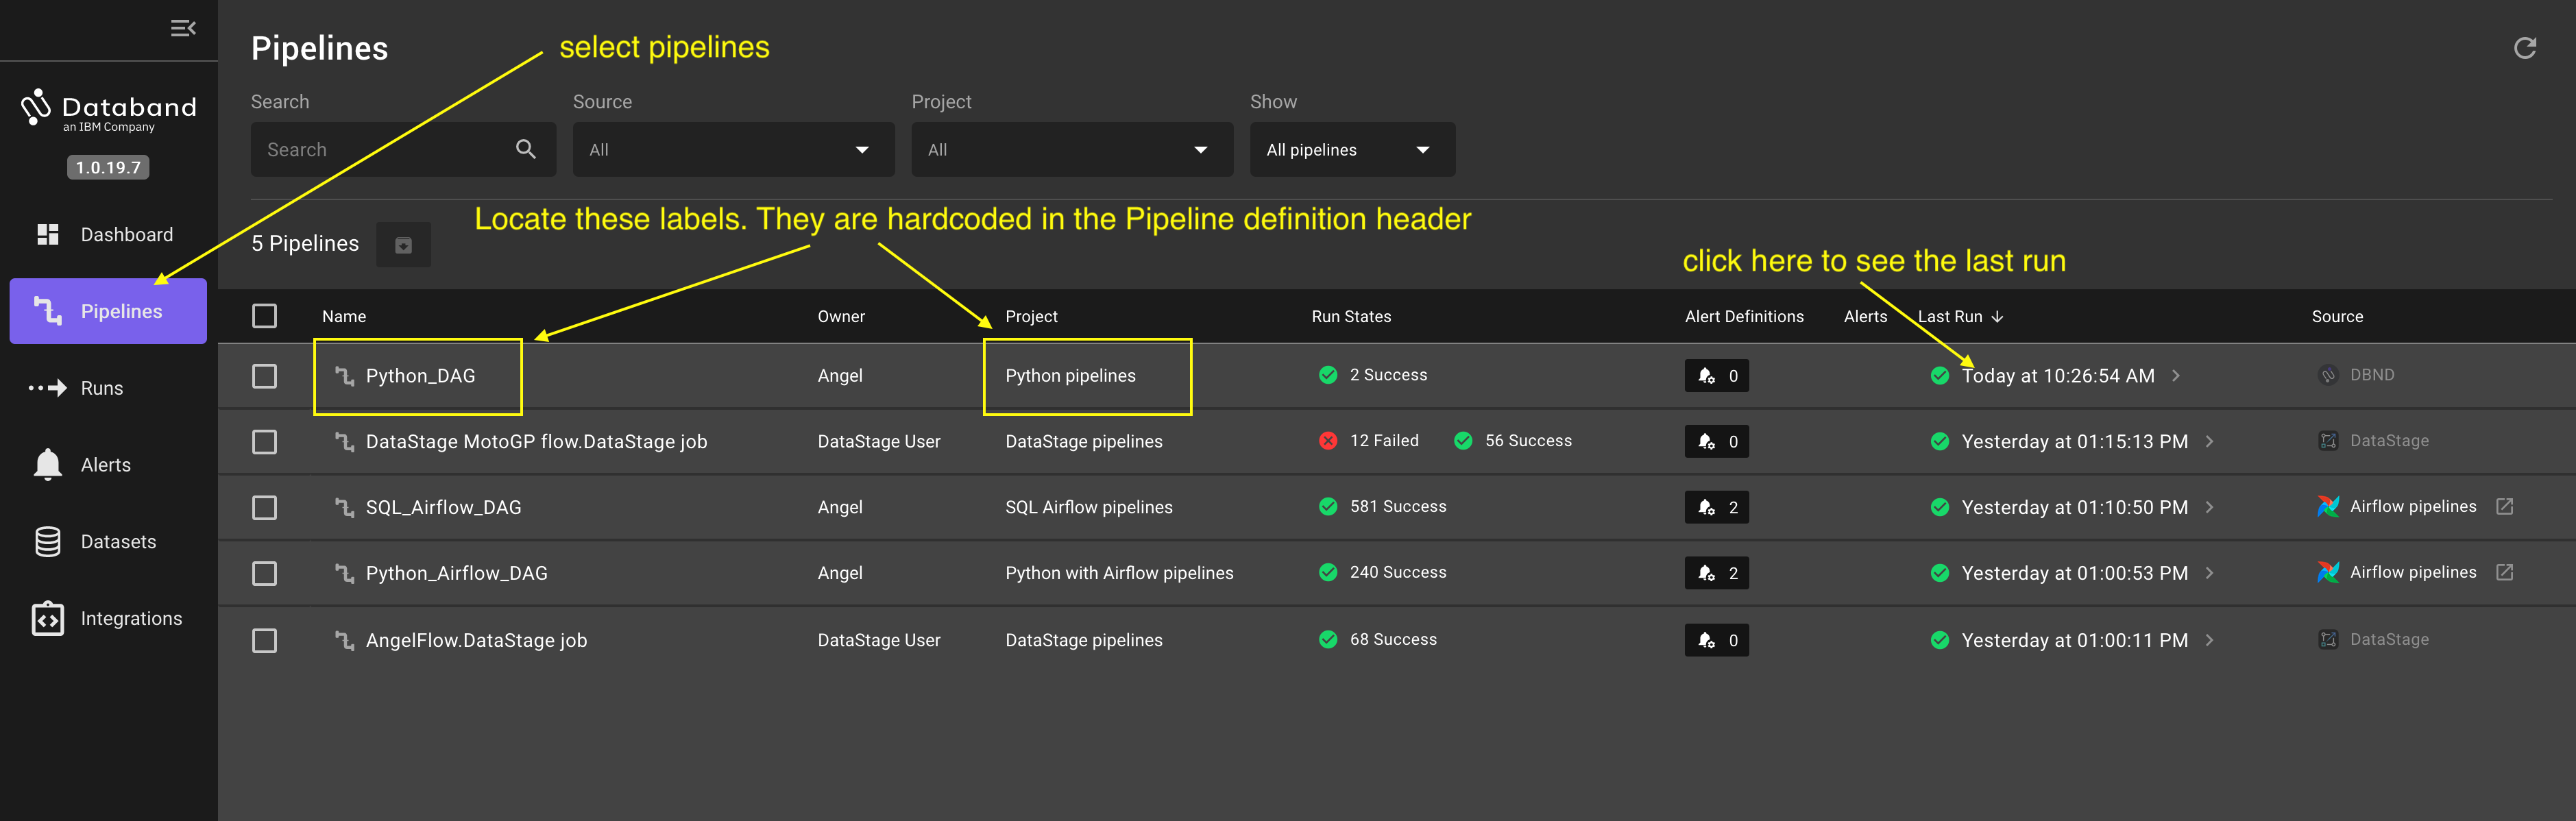 Pipelines
select pipelines
Search
Source
Project
Show
Databand
an IBM Company
Search
All
All
All pipelines
1.0.19.7
Locate these labels. They are hardcoded in the Pipeline definition header
Dashboard
5 Pipelines
click here to see the last run
Pipelines
Name Owner Project Run States Alert Definitions Alerts Last Run Source
Python_DAG Angel Python pipelines 2 Success 0 Today at 10:26:54 AM DBND
Runs
DataStage MotoGP flow.DataStage job DataStage User DataStage pipelines 12 Failed 56 Success 0 Yesterday at 01:15:13 PM DataStage
Alerts
SQL_Airflow_DAG Angel SQL Airflow pipelines 581 Success 2 Yesterday at 01:10:50 PM Airflow pipelines
Datasets
Python_Airflow_DAG Angel Python with Airflow pipelines 240 Success 2 Yesterday at 01:00:53 PM Airflow pipelines
Integrations
AngelFlow.DataStage job DataStage User DataStage pipelines 68 Success 0 Yesterday at 01:00:11 PM DataStage